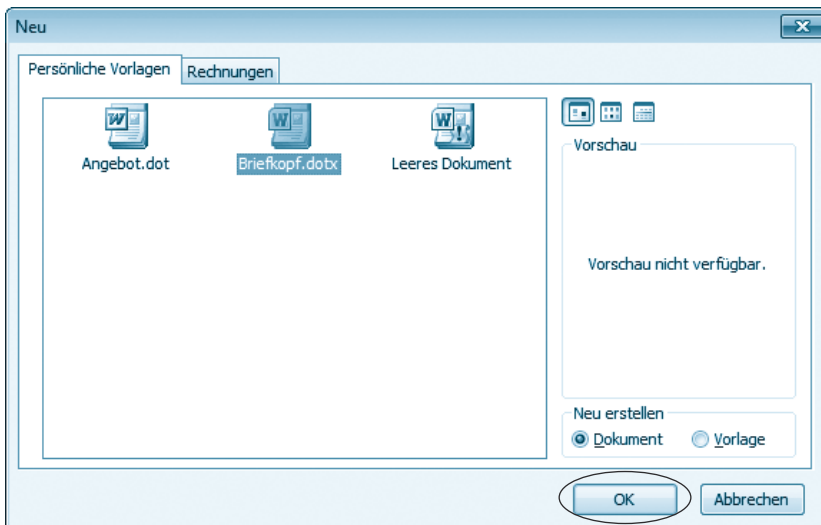 Neu
Persönliche Vorlagen Rechnungen
Angebot.dot Briefkopf.dotx Leeres Dokument
Vorschau
Vorschau nicht verfügbar.
Neu erstellen
Dokument Vorlage
OK Abbrechen